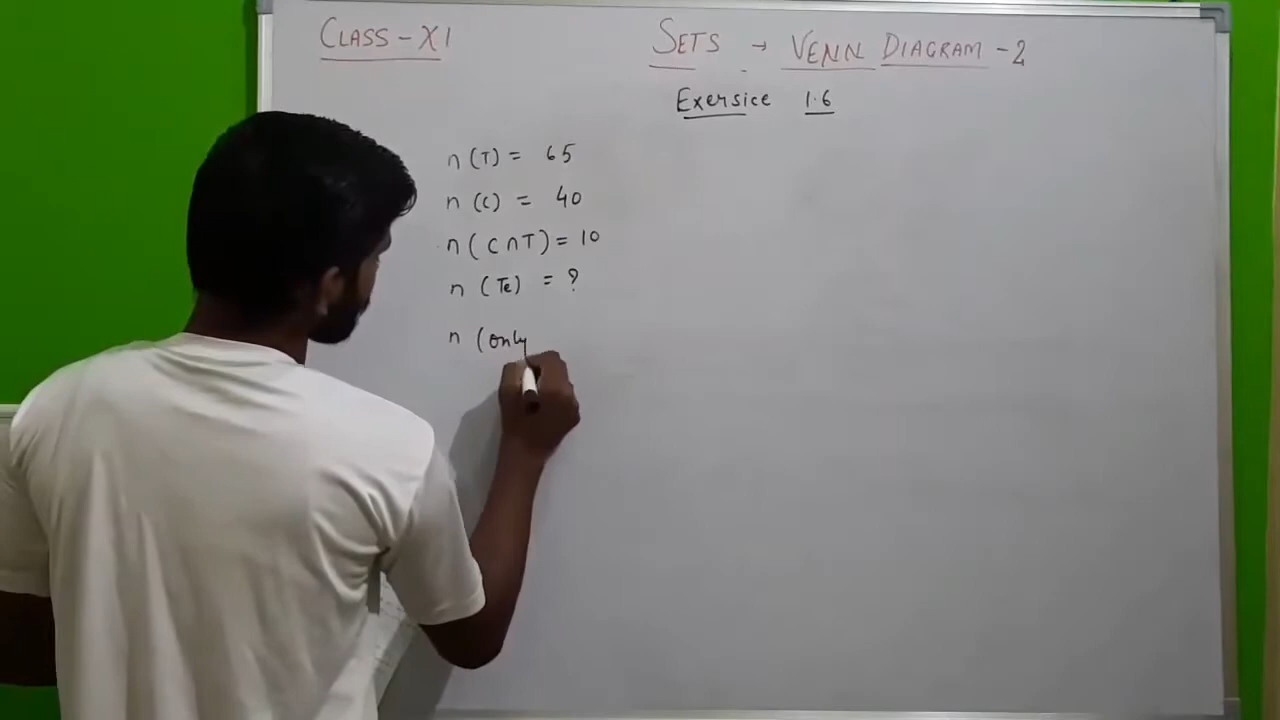 CLASS - XI
SETS → VENN DIAGRAM - 2
Exersice 1.6
n (T) = 65
n (C) = 40
n ( C ∩ T) = 10
n ( Te) = ?
n ( only